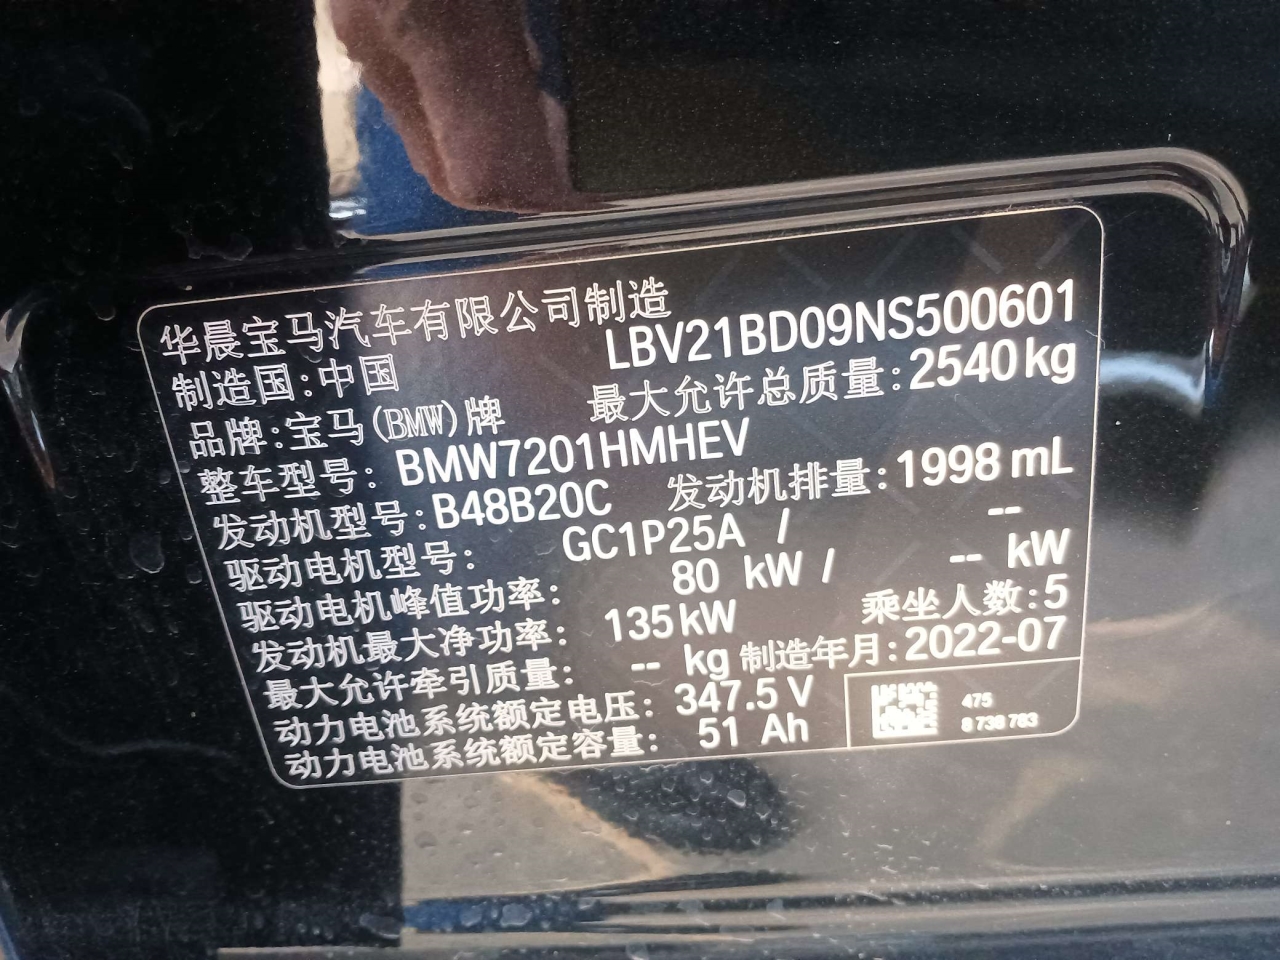 华晨宝马汽车有限公司制造
制造国:中国 LBV21BD09NS500601
品牌:宝马(BMW)牌 最大允许总质量:2540kg
整车型号: BMW7201HMHEV
发动机型号:B48B20C 发动机排量:1998 mL
驱动电机型号: GC1P25A / --
驱动电机峰值功率: 80 kW / -- kW
发动机最大净功率: 135kW 乘坐人数:5
最大允许牵引质量: -- kg 制造年月:2022-07
动力电池系统额定电压: 347.5 V
动力电池系统额定容量: 51 Ah
475
8 738 783